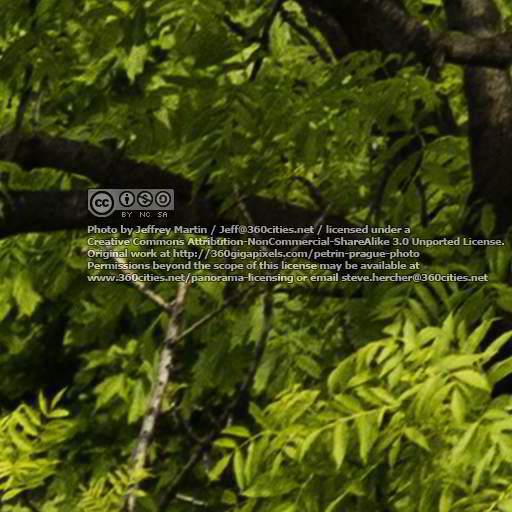 cc BY NC SA
Photo by Jeffrey Martin / Jeff@360cities.net / licensed under a
Creative Commons Attribution-NonCommercial-ShareAlike 3.0 Unported License.
Original work at http://360gigapixels.com/petrin-prague-photo
Permissions beyond the scope of this license may be available at
www.360cities.net/panorama-licensing or email steve.hercher@360cities.net